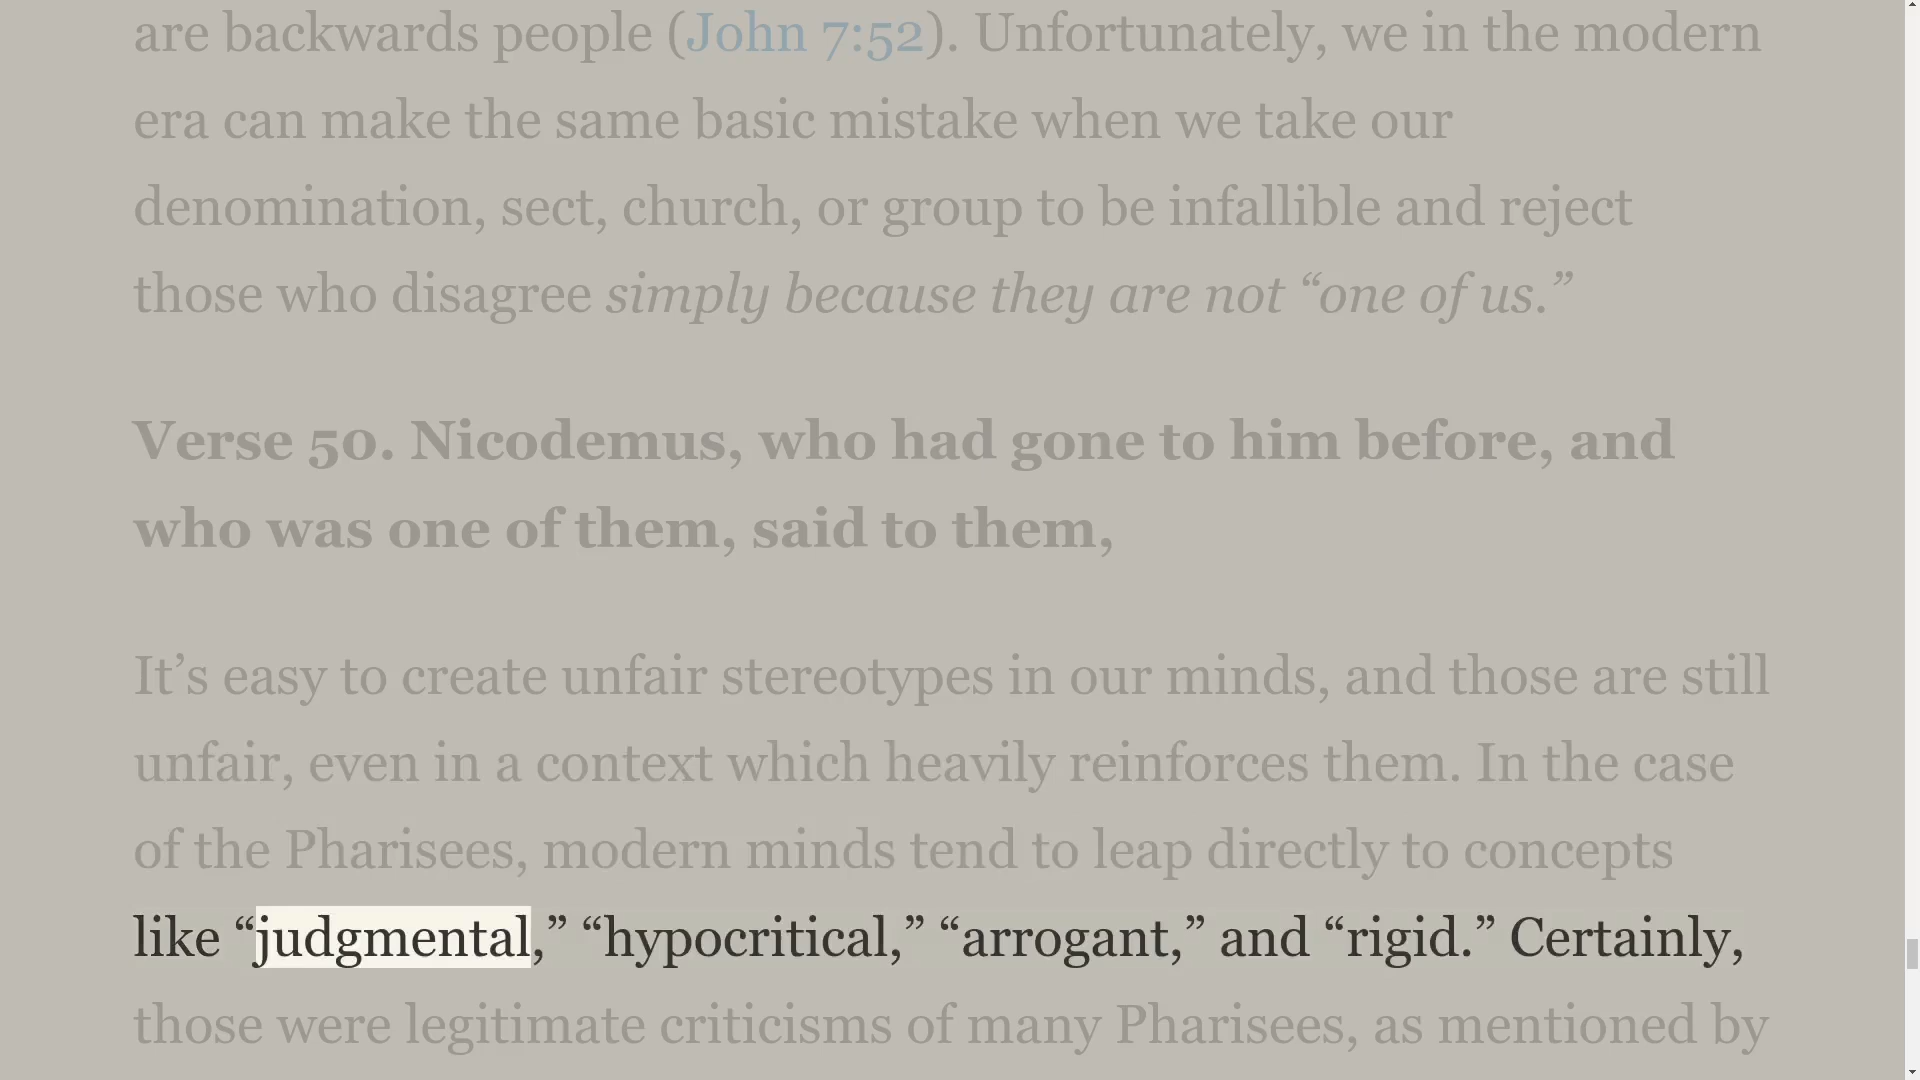 are backwards people (John 7:52). Unfortunately, we in the modern
era can make the same basic mistake when we take our
denomination, sect, church, or group to be infallible and reject
those who disagree simply because they are not “one of us.”
Verse 50. Nicodemus, who had gone to him before, and
who was one of them, said to them,
It’s easy to create unfair stereotypes in our minds, and those are still
unfair, even in a context which heavily reinforces them. In the case
of the Pharisees, modern minds tend to leap directly to concepts
like “judgmental,” “hypocritical,” “arrogant,” and “rigid.” Certainly,
those were legitimate criticisms of many Pharisees, as mentioned by